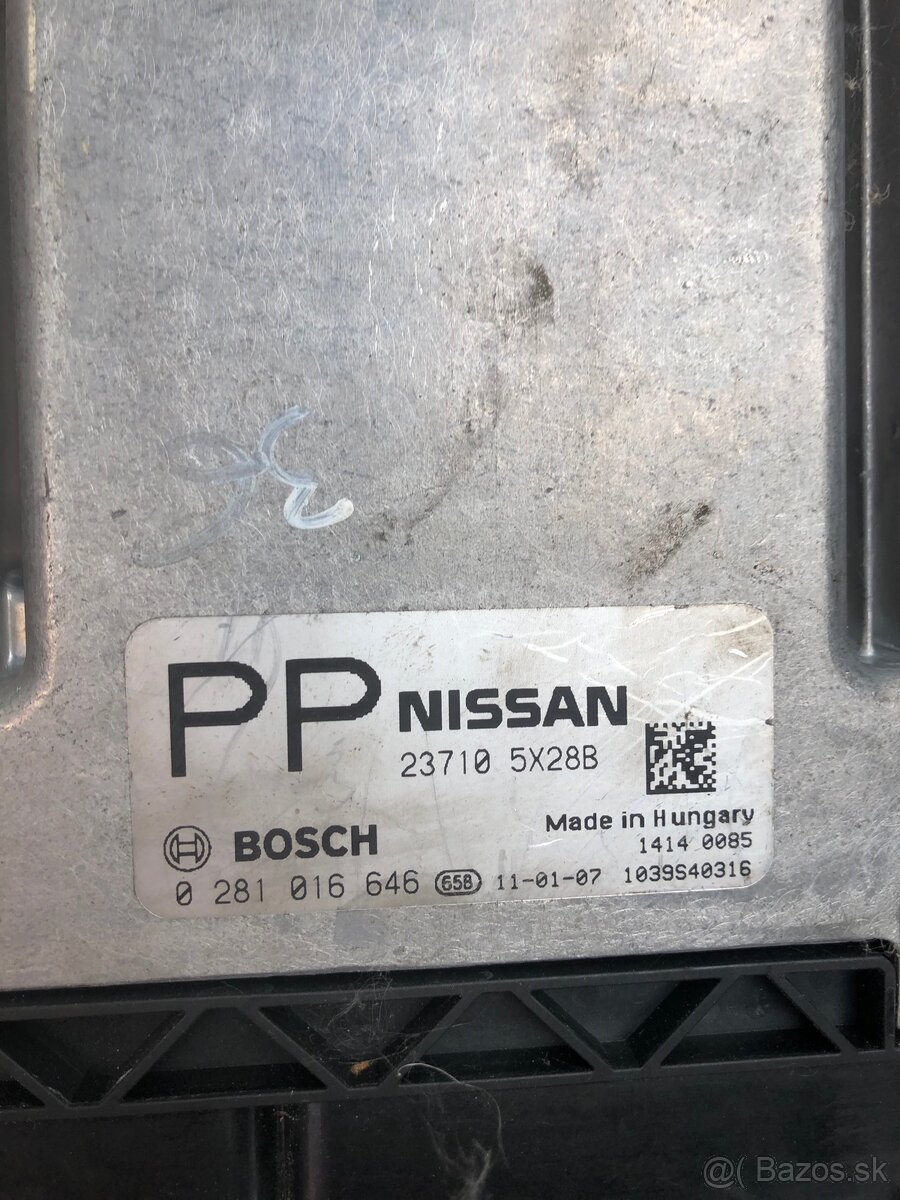 PP NISSAN
23710 5X28B
Made in Hungary
1414 0085
BOSCH
0 281 016 646 65B 11-01-07 1039S40316
@( Bazos.sk